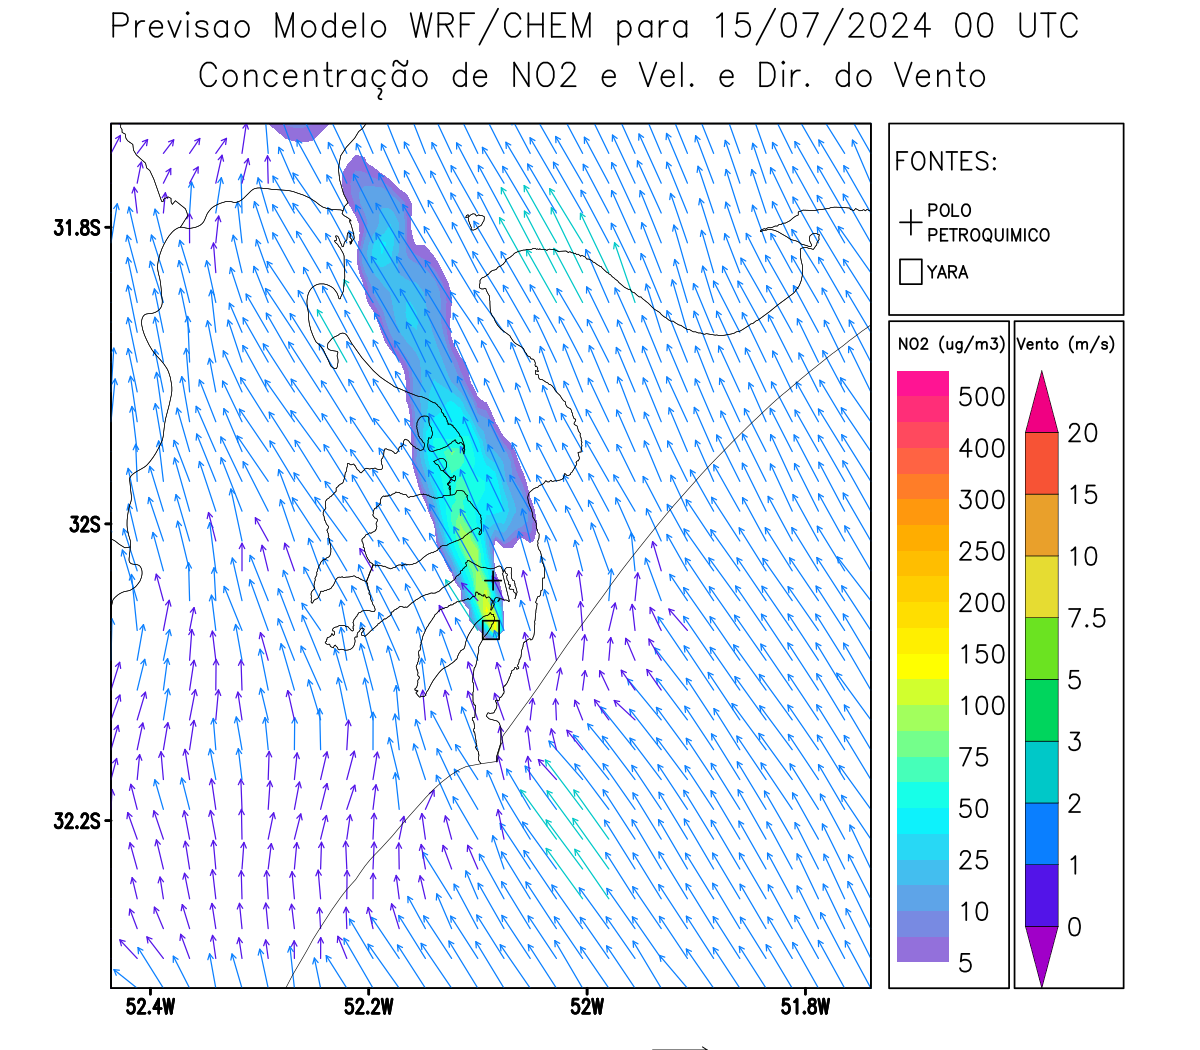 Previsao Modelo WRF/CHEM para 15/07/2024 00 UTC
Concentração de NO2 e Vel. e Dir. do Vento
FONTES:
POLO
PETROQUIMICO
YARA
NO2 (ug/m3)
500
400
300
250
200
150
100
75
50
25
10
5
Vento (m/s)
20
15
10
7.5
5
3
2
1
0
31.8S
32S
32.2S
52.4W
52.2W
52W
51.8W